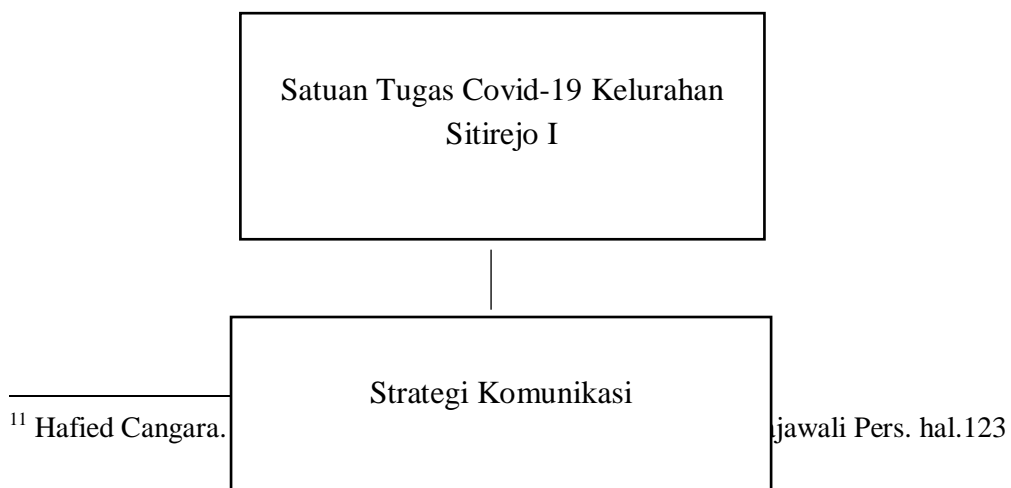 Satuan Tugas Covid-19 Kelurahan
Sitirejo I
Strategi Komunikasi
11 Hafied Cangara. jawali Pers. hal.123